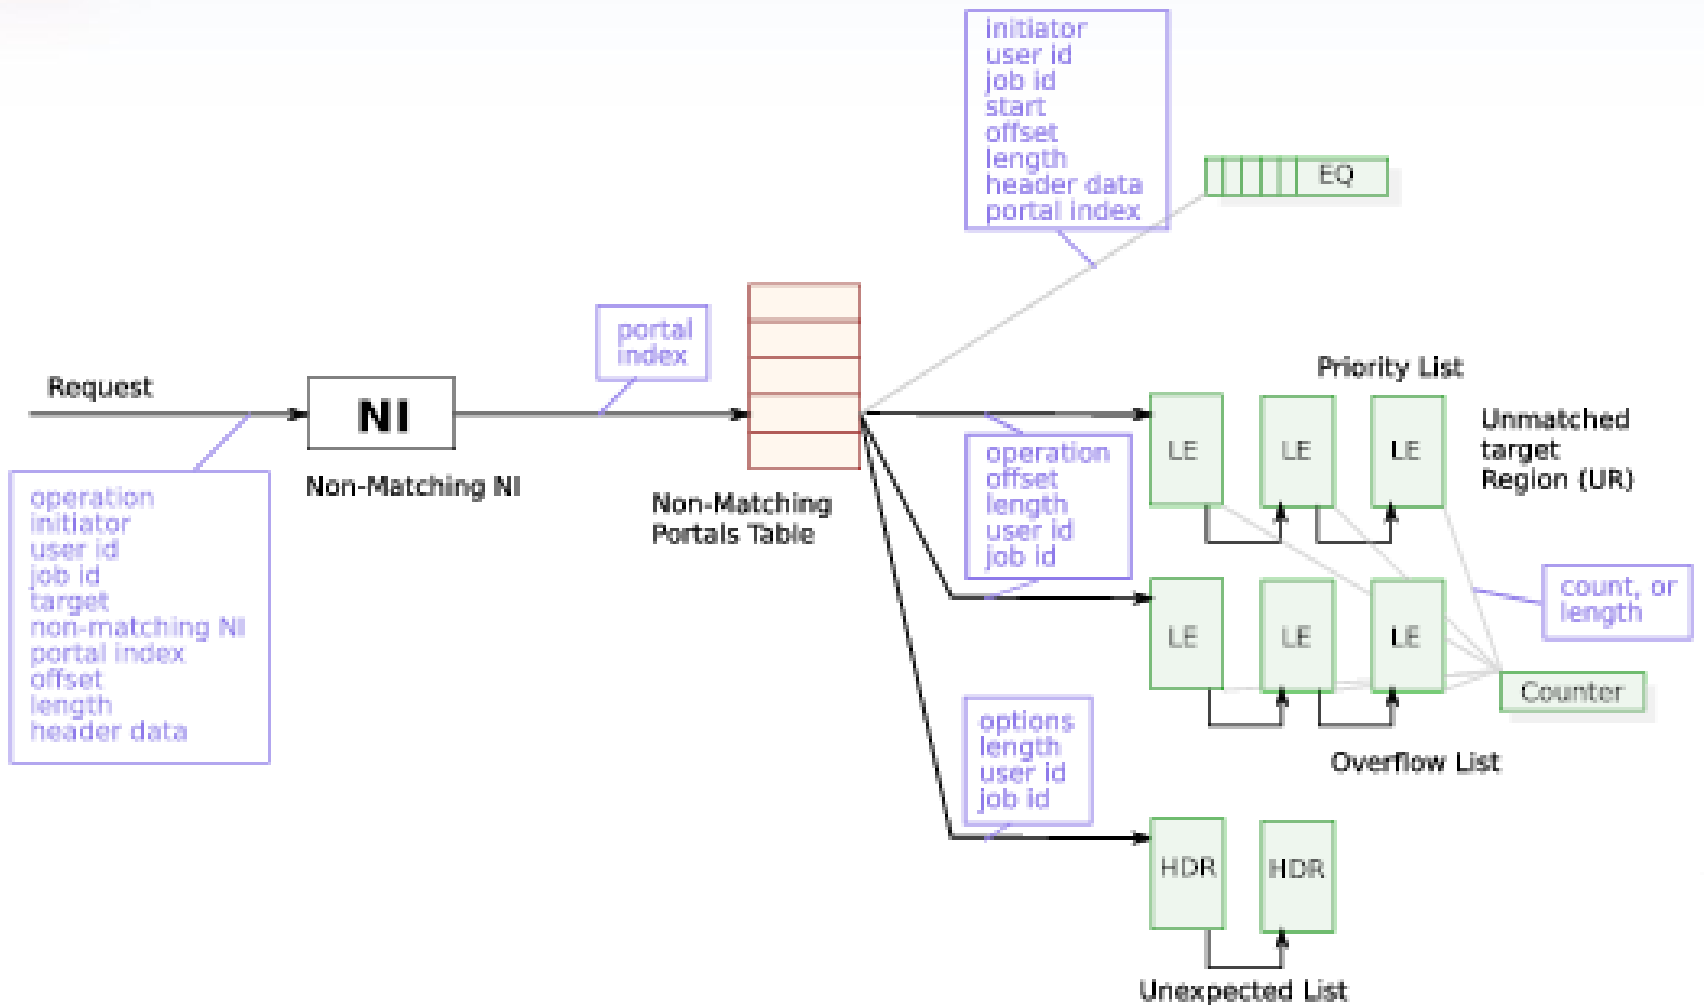 initiator
user id
job id
start
offset
length
header data
portal index
EQ
portal
index
Request
NI
Non-Matching NI
operation
initiator
user id
job id
target
non-matching NI
portal index
offset
length
header data
Non-Matching
Portals Table
Priority List
LE
LE
LE
Unmatched
target
Region (UR)
operation
offset
length
user id
job id
count, or
length
LE
LE
LE
Counter
Overflow List
options
length
user id
job id
HDR
HDR
Unexpected List